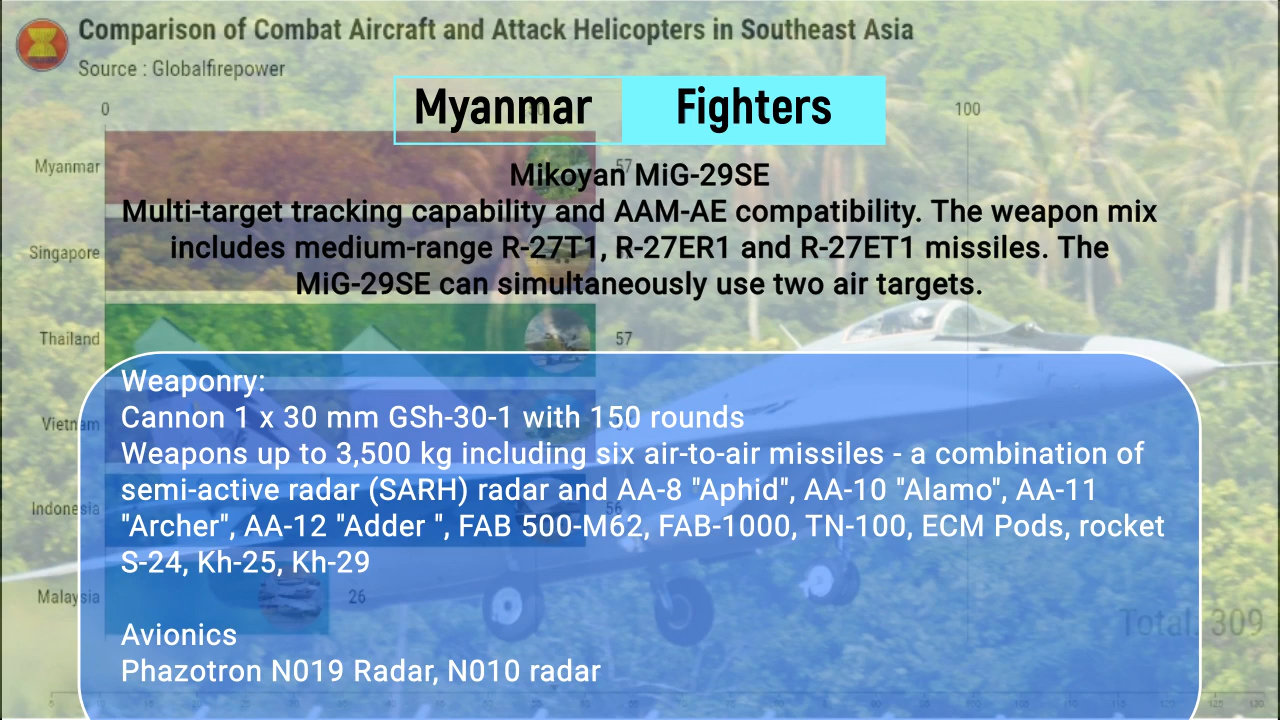 Comparison of Combat Aircraft and Attack Helicopters in Southeast Asia
Source : Globalfirepower
Myanmar Fighters
0 100
Myanmar 57
Mikoyan MiG-29SE
Multi-target tracking capability and AAM-AE compatibility. The weapon mix
Singapore
includes medium-range R-27T1, R-27ER1 and R-27ET1 missiles. The
MiG-29SE can simultaneously use two air targets.
Thailand 57
Weaponry:
Cannon 1 x 30 mm GSh-30-1 with 150 rounds
Vietnam
Weapons up to 3,500 kg including six air-to-air missiles - a combination of
semi-active radar (SARH) radar and AA-8 "Aphid", AA-10 "Alamo", AA-11
Indonesia 56
"Archer", AA-12 "Adder ", FAB 500-M62, FAB-1000, TN-100, ECM Pods, rocket
S-24, Kh-25, Kh-29
Malaysia 26
Total: 309
Avionics
Phazotron N019 Radar, N010 radar